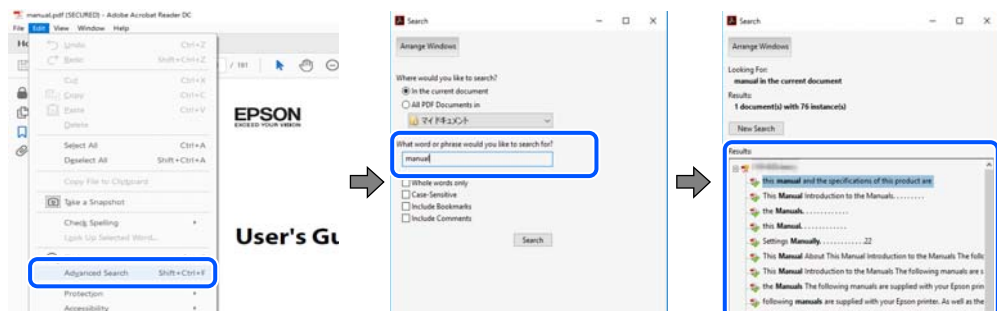 manual.pdf (SECURED) - Adobe Acrobat Reader DC
File Edit View Window Help
/ 181
Undo Ctrl+Z
Redo Shift+Ctrl+Z
Cut Ctrl+X
Copy Ctrl+C
Paste Ctrl+V
Delete
Select All Ctrl+A
Deselect All Shift+Ctrl+A
Copy File to Clipboard
Take a Snapshot
Check Spelling
Look Up Selected Word...
Advanced Search Shift+Ctrl+F
Protection
Accessibility
EPSON
EXCEED YOUR VISION
User's Gu
Search
Arrange Windows
Where would you like to search?
In the current document
All PDF Documents in
マイ ドキュメント
What word or phrase would you like to search for?
manual
Whole words only
Case-Sensitive
Include Bookmarks
Include Comments
Search
Search
Arrange Windows
Looking For:
manual in the current document
Results:
1 document(s) with 76 instance(s)
New Search
Results:
this manual and the specifications of this product are
This Manual Introduction to the Manuals. . . . . . . . .
the Manuals. . . . . . . . . . . . .
this Manual. . . . . . . . . . . . .
Settings Manually. . . . . . . . . . . . .22
This Manual About This Manual Introduction to the Manuals The follo
This Manual Introduction to the Manuals The following manuals are s
the Manuals The following manuals are supplied with your Epson prin
following manuals are supplied with your Epson printer. As well as the